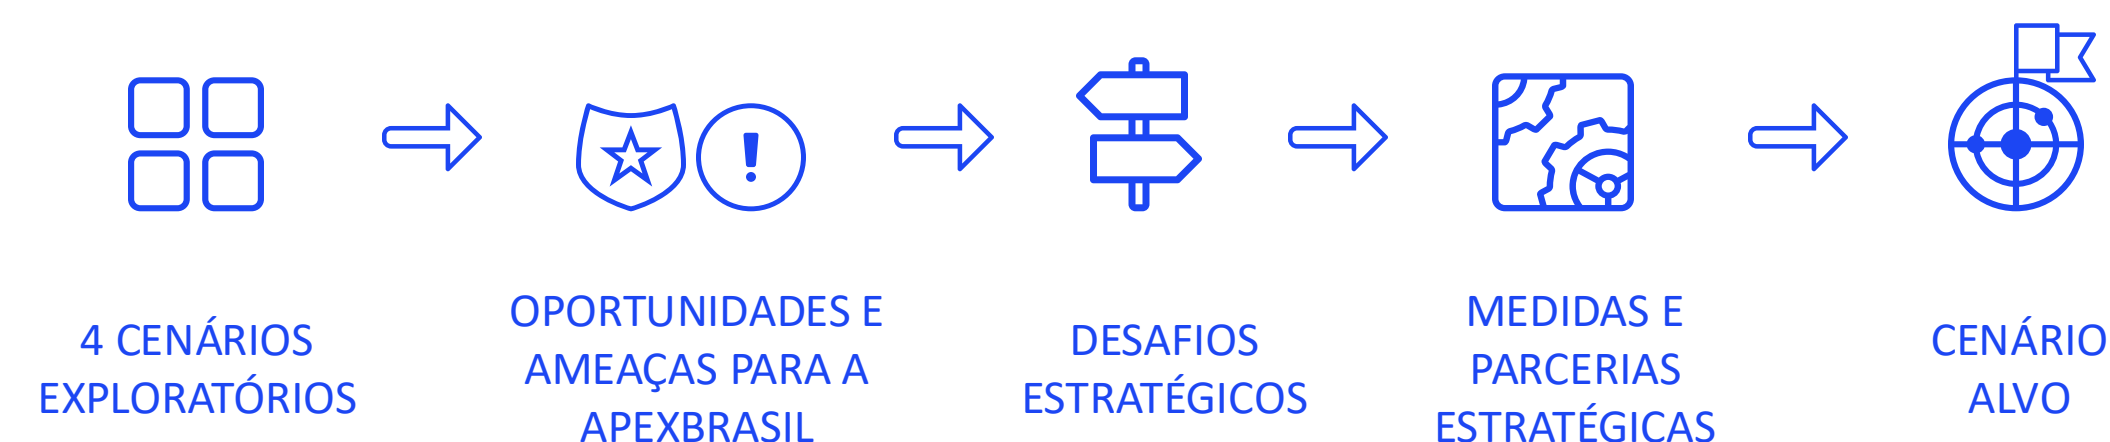 4 CENÁRIOS
EXPLORATÓRIOS
OPORTUNIDADES E
AMEAÇAS PARA A
APEXBRASIL
DESAFIOS
ESTRATÉGICOS
MEDIDAS E
PARCERIAS
ESTRATÉGICAS
CENÁRIO
ALVO